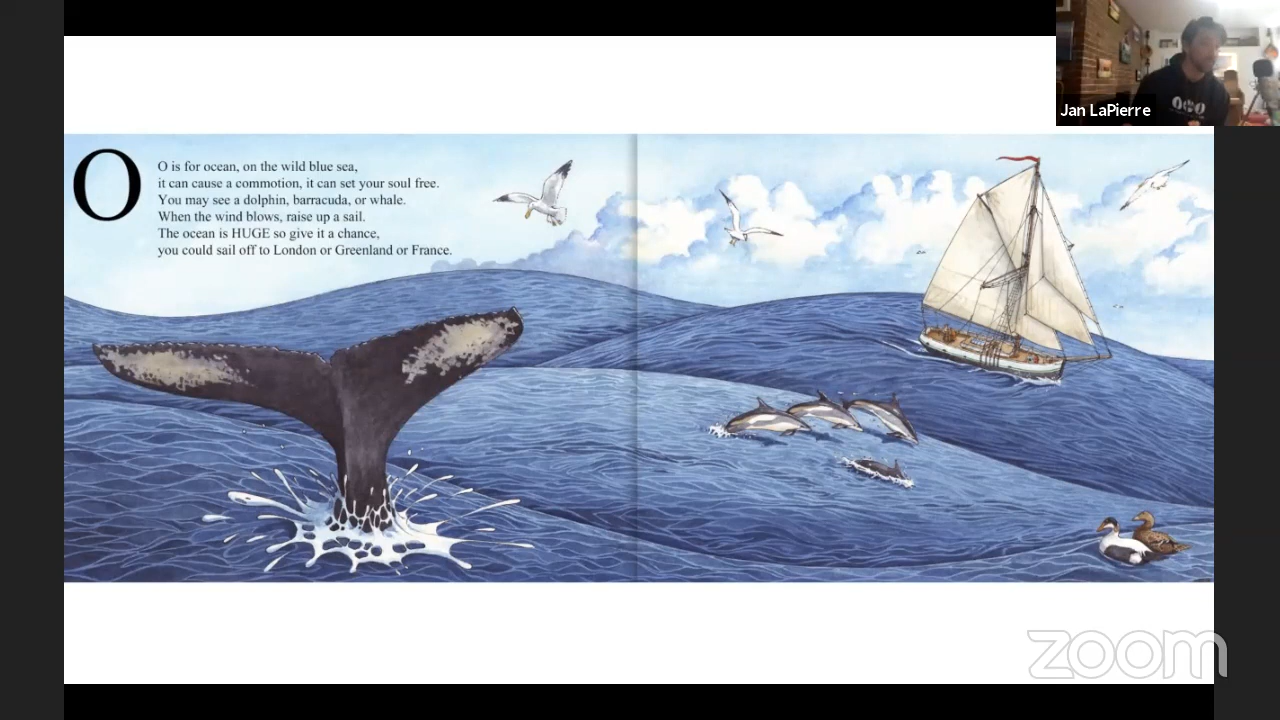 Jan LaPierre
O
O is for ocean, on the wild blue sea,
it can cause a commotion, it can set your soul free.
You may see a dolphin, barracuda, or whale.
When the wind blows, raise up a sail.
The ocean is HUGE so give it a chance,
you could sail off to London or Greenland or France.
zoom